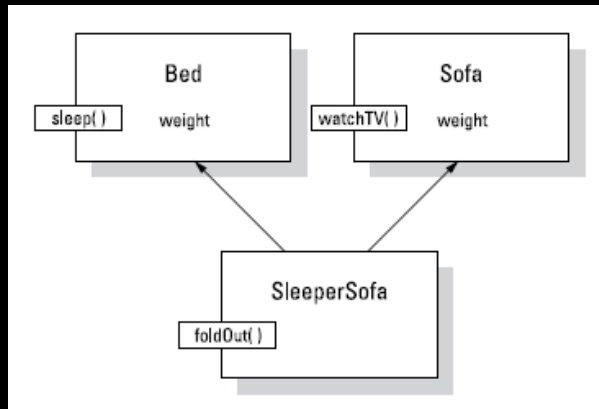 Bed
Sofa
sleep( )
weight
watchTV( )
weight
SleeperSofa
foldOut( )